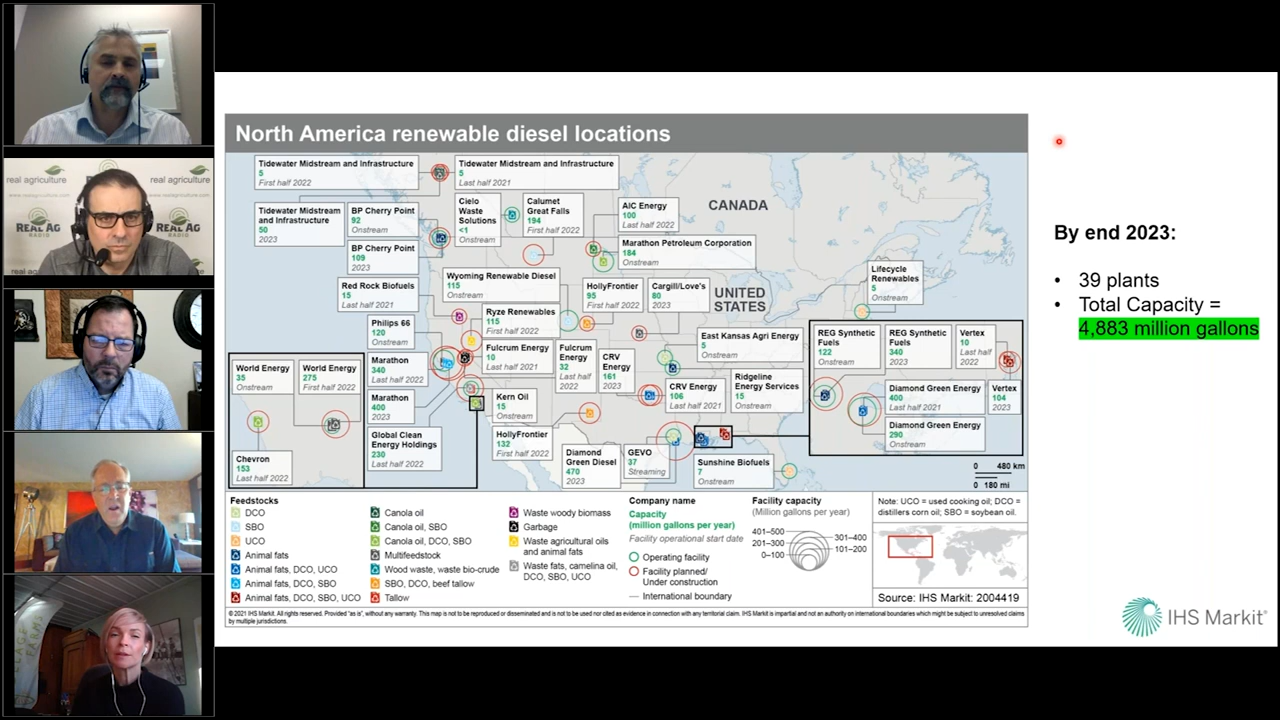 real agriculture
real agriculture
REAL AG
RADIO
REAL AG
RADIO
North America renewable diesel locations
Tidewater Midstream and Infrastructure
5
First half 2022
Tidewater Midstream and Infrastructure
5
Last half 2021
Tidewater Midstream
and Infrastructure
50
2023
BP Cherry Point
92
Onstream
BP Cherry Point
109
2023
Cielo
Waste
Solutions
<1
Onstream
Calumet
Great Falls
194
First half 2022
AIC Energy
100
Last half 2022
Marathon Petroleum Corporation
184
Onstream
CANADA
UNITED
STATES
Lifecycle
Renewables
5
Onstream
Wyoming Renewable Diesel
115
Onstream
Red Rock Biofuels
15
Last half 2021
HollyFrontier
95
First half 2022
Cargill/Love's
80
2023
Ryze Renewables
115
First half 2022
Philips 66
120
Onstream
Fulcrum Energy
10
Last half 2021
Fulcrum
Energy
32
Last half
2022
CRV
Energy
161
2023
East Kansas Agri Energy
5
Onstream
REG Synthetic
Fuels
122
Onstream
REG Synthetic
Fuels
340
2023
Vertex
10
Last half
2022
World Energy
35
Onstream
World Energy
275
First half 2022
Marathon
340
Last half 2022
Marathon
400
2023
Kern Oil
15
Onstream
CRV Energy
106
Last half 2021
Ridgeline
Energy Services
15
Onstream
Diamond Green Energy
400
Last half 2021
Vertex
104
2023
Diamond Green Energy
290
Onstream
Global Clean
Energy Holdings
230
Last half 2022
HollyFrontier
132
First half 2022
Chevron
153
Last half 2022
Diamond
Green Diesel
470
2023
GEVO
37
Streaming
Sunshine Biofuels
7
Onstream
0 480 km
0 180 mi
Feedstocks
DCO
SBO
UCO
Animal fats
Animal fats, DCO, UCO
Animal fats, DCO, SBO
Animal fats, DCO, SBO, UCO
Canola oil
Canola oil, SBO
Canola oil, DCO, SBO
Multifeedstock
Wood waste, waste bio-crude
SBO, DCO, beef tallow
Tallow
Waste woody biomass
Garbage
Waste agricultural oils
and animal fats
Waste fats, camelina oil,
DCO, SBO, UCO
Company name
Capacity
(million gallons per year)
Facility operational start date
Operating facility
Facility planned/
Under construction
International boundary
Facility capacity
(Million gallons per year)
401–500
201–300
0–100
301–400
101–200
Note: UCO = used cooking oil; DCO =
distillers corn oil; SBO = soybean oil.
Source: IHS Markit: 2004419
© 2021 IHS Markit. All rights reserved. Provided "as is", without any warranty. This map is not to be reproduced or disseminated and is not to be used nor cited as evidence in connection with any territorial claim. IHS Markit is impartial and not an authority on international boundaries which might be subject to unresolved claims
by multiple jurisdictions.
By end 2023:
• 39 plants
• Total Capacity =
4,883 million gallons
IHS Markit®